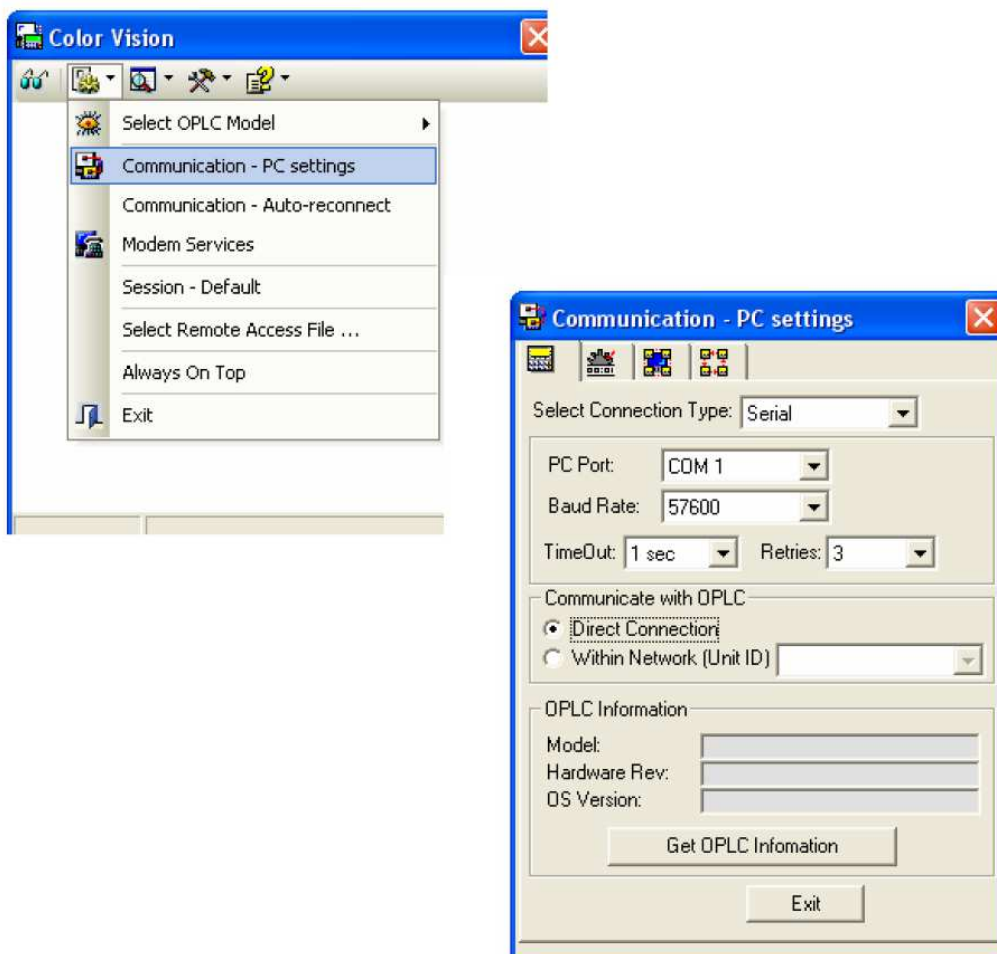 Color Vision
Select OPLC Model
Communication - PC settings
Communication - Auto-reconnect
Modem Services
Session - Default
Select Remote Access File ...
Always On Top
Exit
Communication - PC settings
Select Connection Type: Serial
PC Port: COM 1
Baud Rate: 57600
TimeOut: 1 sec Retries: 3
Communicate with OPLC
Direct Connection
Within Network (Unit ID)
OPLC Information
Model:
Hardware Rev:
OS Version:
Get OPLC Infomation
Exit